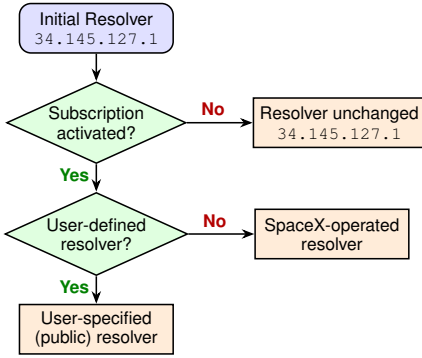 Initial Resolver
34.145.127.1
Subscription
activated?
No
Resolver unchanged
34.145.127.1
Yes
User-defined
resolver?
No
SpaceX-operated
resolver
Yes
User-specified
(public) resolver